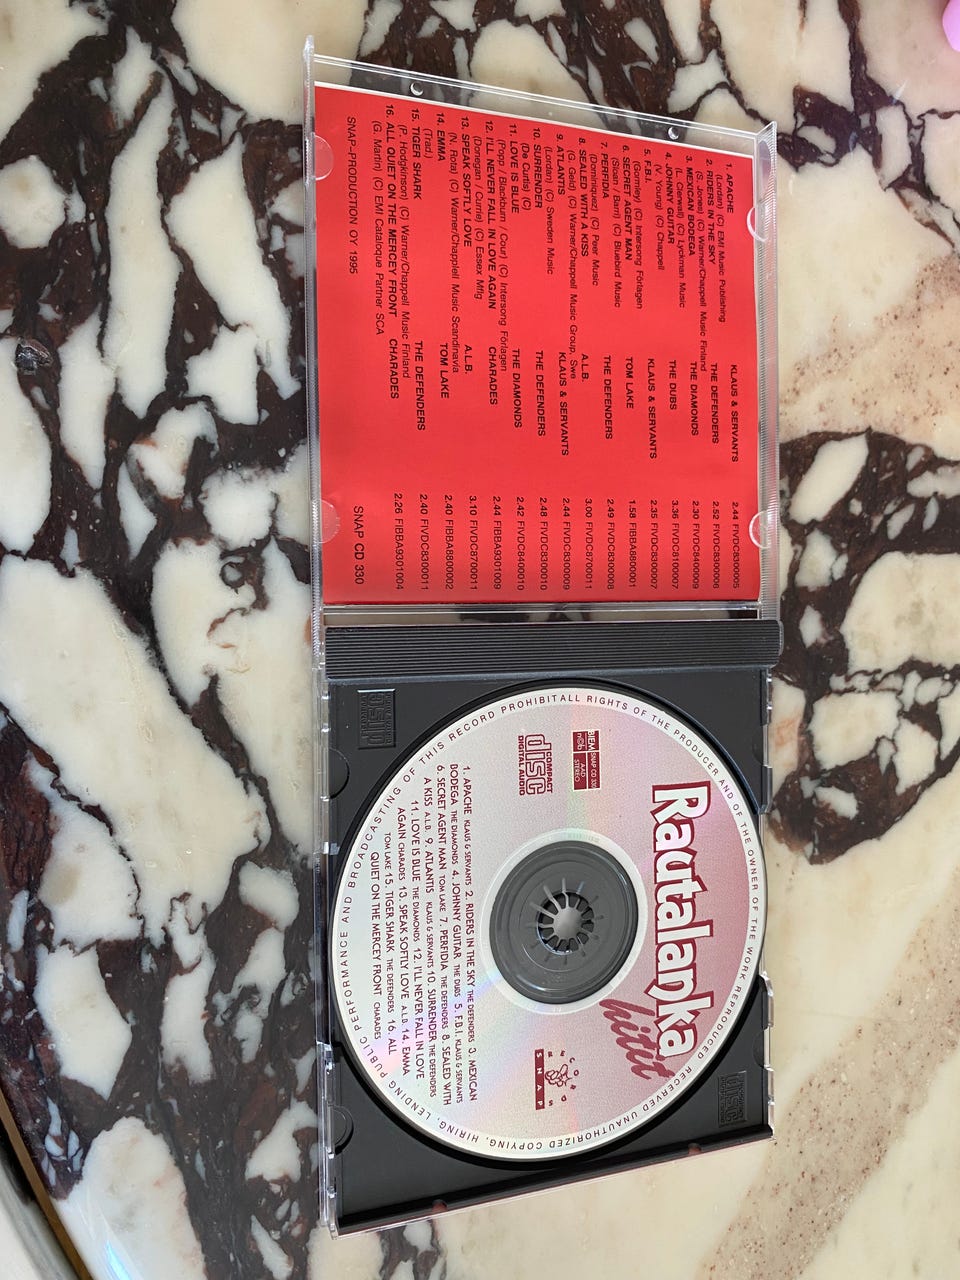 1. APACHE KLAUS & SERVANTS 2.44 FIVDC8300005
(Lordan) (C) EMI Music Publishing
2. RIDERS IN THE SKY THE DEFENDERS 2.52 FIVDC8300006
(S. Jones) (C) Warner/Chappell Music Finland
3. MEXICAN BODEGA THE DIAMONDS 2.30 FIVDC8400009
(L. Clerwell) (C) Lyckman Music
4. JOHNNY GUITAR THE DUBS 3.36 FIVDC8100007
(V. Young) (C) Chappell
5. F.B.I. KLAUS & SERVANTS 2.35 FIVDC8300007
(Gormley) (C) Intersong Förlagen
6. SECRET AGENT MAN TOM LAKE 1.58 FIBBA8800001
(Sloan / Barri) (C) Bluebird Music
7. PERFIDIA THE DEFENDERS 2.49 FIVDC8300008
(Dominiquez) (C) Peer Music
8. SEALED WITH A KISS A.L.B. 3.00 FIVDC8700011
(G. Geld) (C) Warner/Chappell Music Group, Swe
9. ATLANTIS KLAUS & SERVANTS 2.44 FIVDC8300009
(Lordan) (C) Sweden Music
10. SURRENDER THE DEFENDERS 2.48 FIVDC8300010
(De Curtis) (C)
11. LOVE IS BLUE THE DIAMONDS 2.42 FIVDC8400010
(Popp / Blackburn / Cour) (C) Intersong Förlagen
12. I'LL NEVER FALL IN LOVE AGAIN CHARADES 2.44 FIBBA9301009
(Donegan / Currie) (C) Essex Mflg
13. SPEAK SOFTLY LOVE A.L.B. 3.10 FIVDC8700011
(N. Rota) (C) Warner/Chapplell Music Scandinavia
14. EMMA TOM LAKE 2.40 FIBBA8800002
(Trad.)
15. TIGER SHARK THE DEFENDERS 2.40 FIVDC8300011
(P. Hodgkinson) (C) Warner/Chappell Music Finland
16. ALL QUIET ON THE MERCEY FRONT CHARADES 2.26 FIBBA9301004
(G. Martin) (C) EMI Catalogue Partner SCA
SNAP-PRODUCTION OY 1995 SNAP CD 330
ALL RIGHTS OF THE PRODUCER AND OF THE OWNER OF THE WORK REPRODUCED RECERVED UNAUTHORIZED COPYING, HIRING, LENDING PUBLIC PERFORMANCE AND BROADCASTING OF THIS RECORD PROHIBIT
Rautalanka
hitit
BIEM SNAP CD 330
n©b AAD
STEREO
COMPACT
disc
DIGITAL AUDIO
SNAP
1. APACHE KLAUS & SERVANTS 2. RIDERS IN THE SKY THE DEFENDERS 3. MEXICAN
BODEGA THE DIAMONDS 4. JOHNNY GUITAR THE DUBS 5. F.B.I. KLAUS & SERVANTS
6. SECRET AGENT MAN TOM LAKE 7. PERFIDIA THE DEFENDERS 8. SEALED WITH
A KISS A.L.B. 9. ATLANTIS KLAUS & SERVANTS 10. SURRENDER THE DEFENDERS
11. LOVE IS BLUE THE DIAMONDS 12. I'LL NEVER FALL IN LOVE
AGAIN CHARADES 13. SPEAK SOFTLY LOVE A.L.B. 14. EMMA
TOM LAKE 15. TIGER SHARK THE DEFENDERS 16. ALL
QUIET ON THE MERCEY FRONT CHARADES
disc
disc